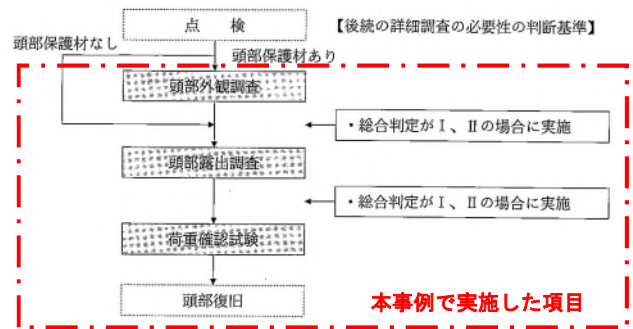 点　検
【後続の詳細調査の必要性の判断基準】
頭部保護材なし
頭部保護材あり
頭部外観調査
・総合判定がⅠ、Ⅱの場合に実施
頭部露出調査
・総合判定がⅠ、Ⅱの場合に実施
荷重確認試験
頭部復旧
本事例で実施した項目